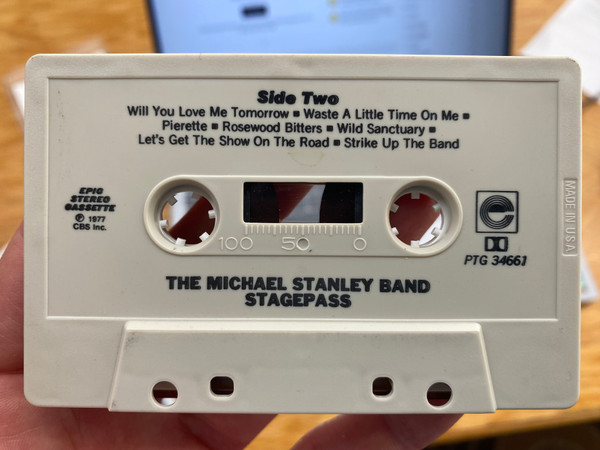 Side Two
Will You Love Me Tomorrow ▪ Waste A Little Time On Me ▪
Pierette ▪ Rosewood Bitters ▪ Wild Sanctuary ▪
Let's Get The Show On The Road ▪ Strike Up The Band
EPIC
STEREO
CASSETTE
℗ 1977
CBS Inc.
100 50 0
PTG 34661
MADE IN U.S.A.
THE MICHAEL STANLEY BAND
STAGEPASS